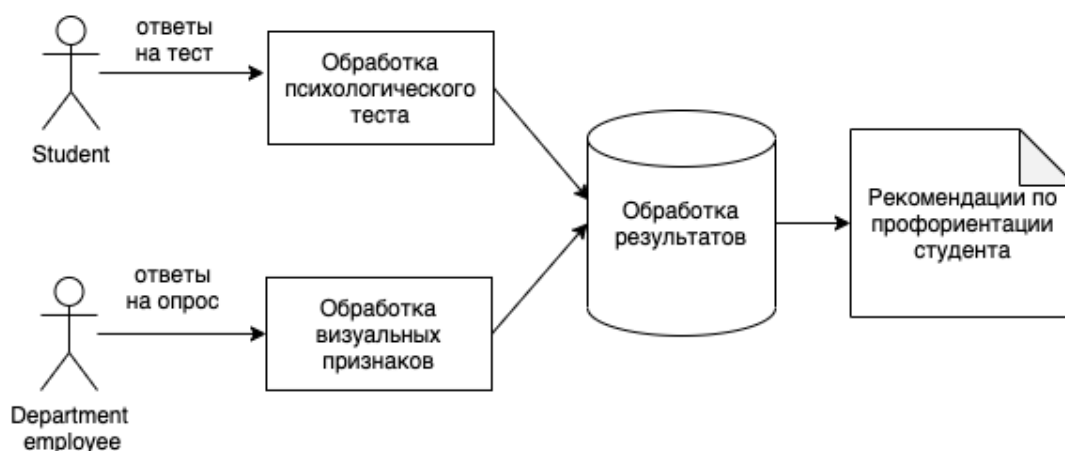 ответы
на тест
Обработка
психологического
теста
Student
Обработка
результатов
Рекомендации по
профориентации
студента
ответы
на опрос
Обработка
визуальных
признаков
Department
employee